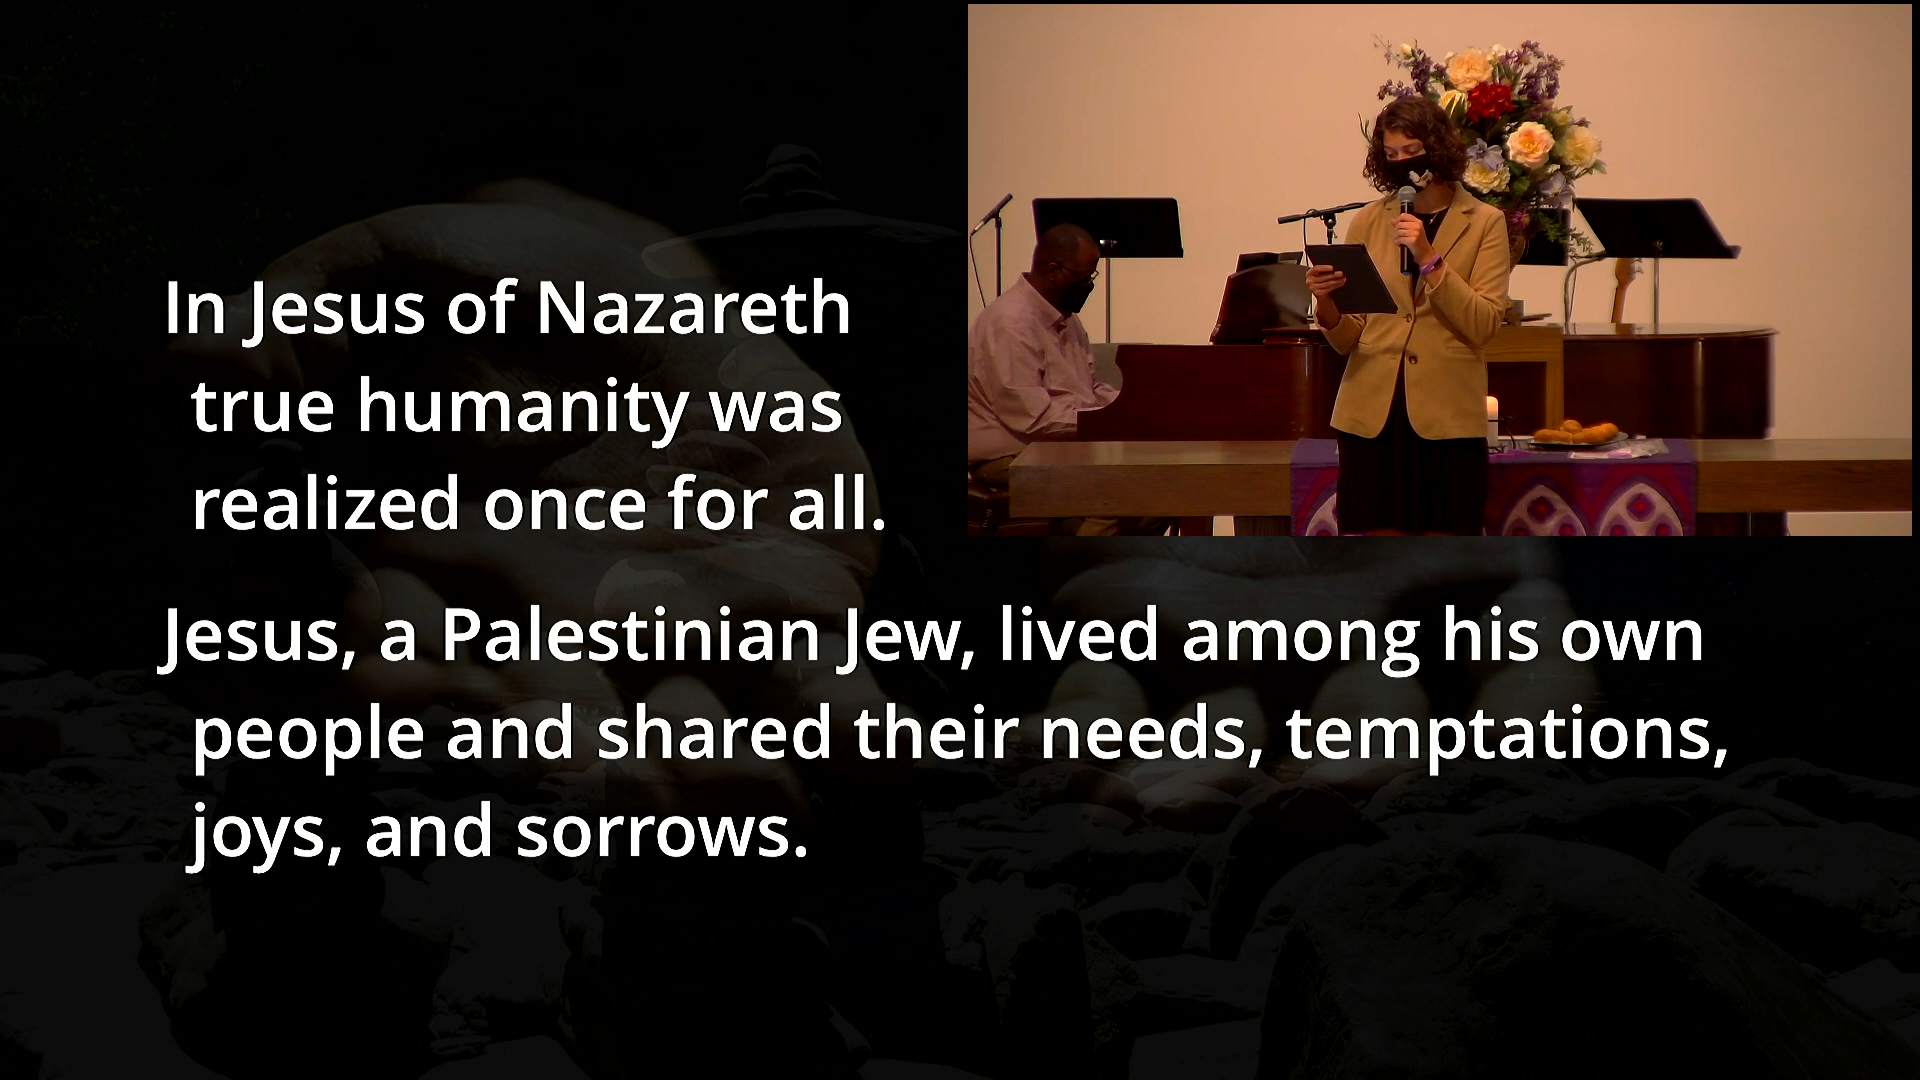 In Jesus of Nazareth
true humanity was
realized once for all.
Jesus, a Palestinian Jew, lived among his own
people and shared their needs, temptations,
joys, and sorrows.